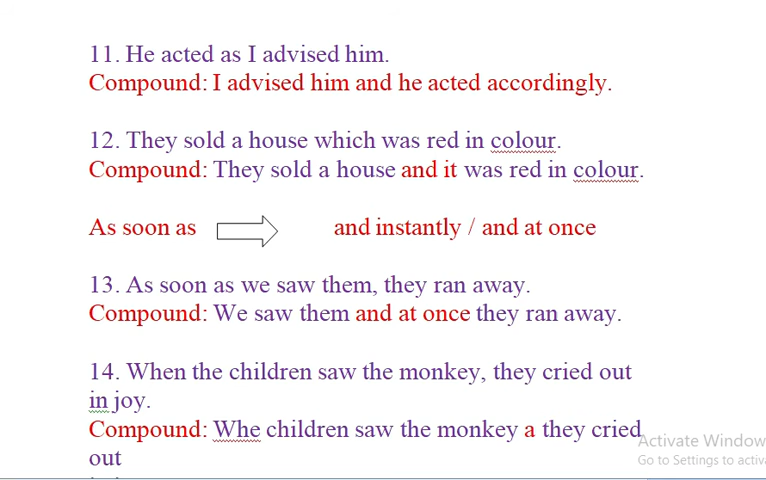 11. He acted as I advised him.
Compound: I advised him and he acted accordingly.
12. They sold a house which was red in colour.
Compound: They sold a house and it was red in colour.
As soon as and instantly / and at once
13. As soon as we saw them, they ran away.
Compound: We saw them and at once they ran away.
14. When the children saw the monkey, they cried out
in joy.
Compound: Whe children saw the monkey a they cried
out
Activate Window
Go to Settings to activa